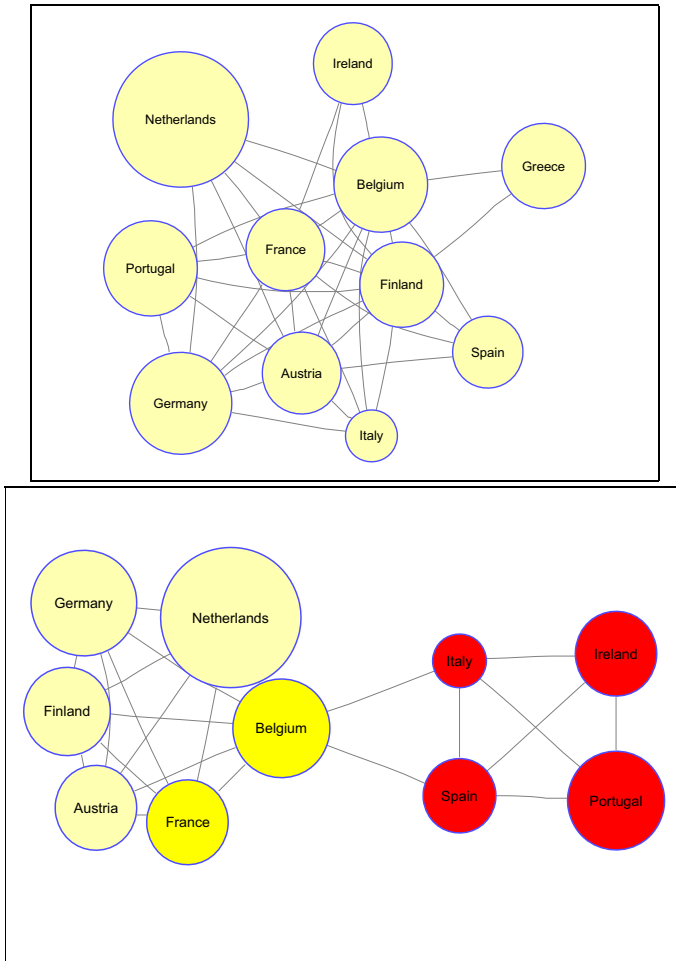 Ireland
Netherlands
Greece
Belgium
France
Portugal
Finland
Spain
Austria
Germany
Italy
Germany
Netherlands
Ireland
Italy
Finland
Belgium
Spain
Portugal
Austria
France